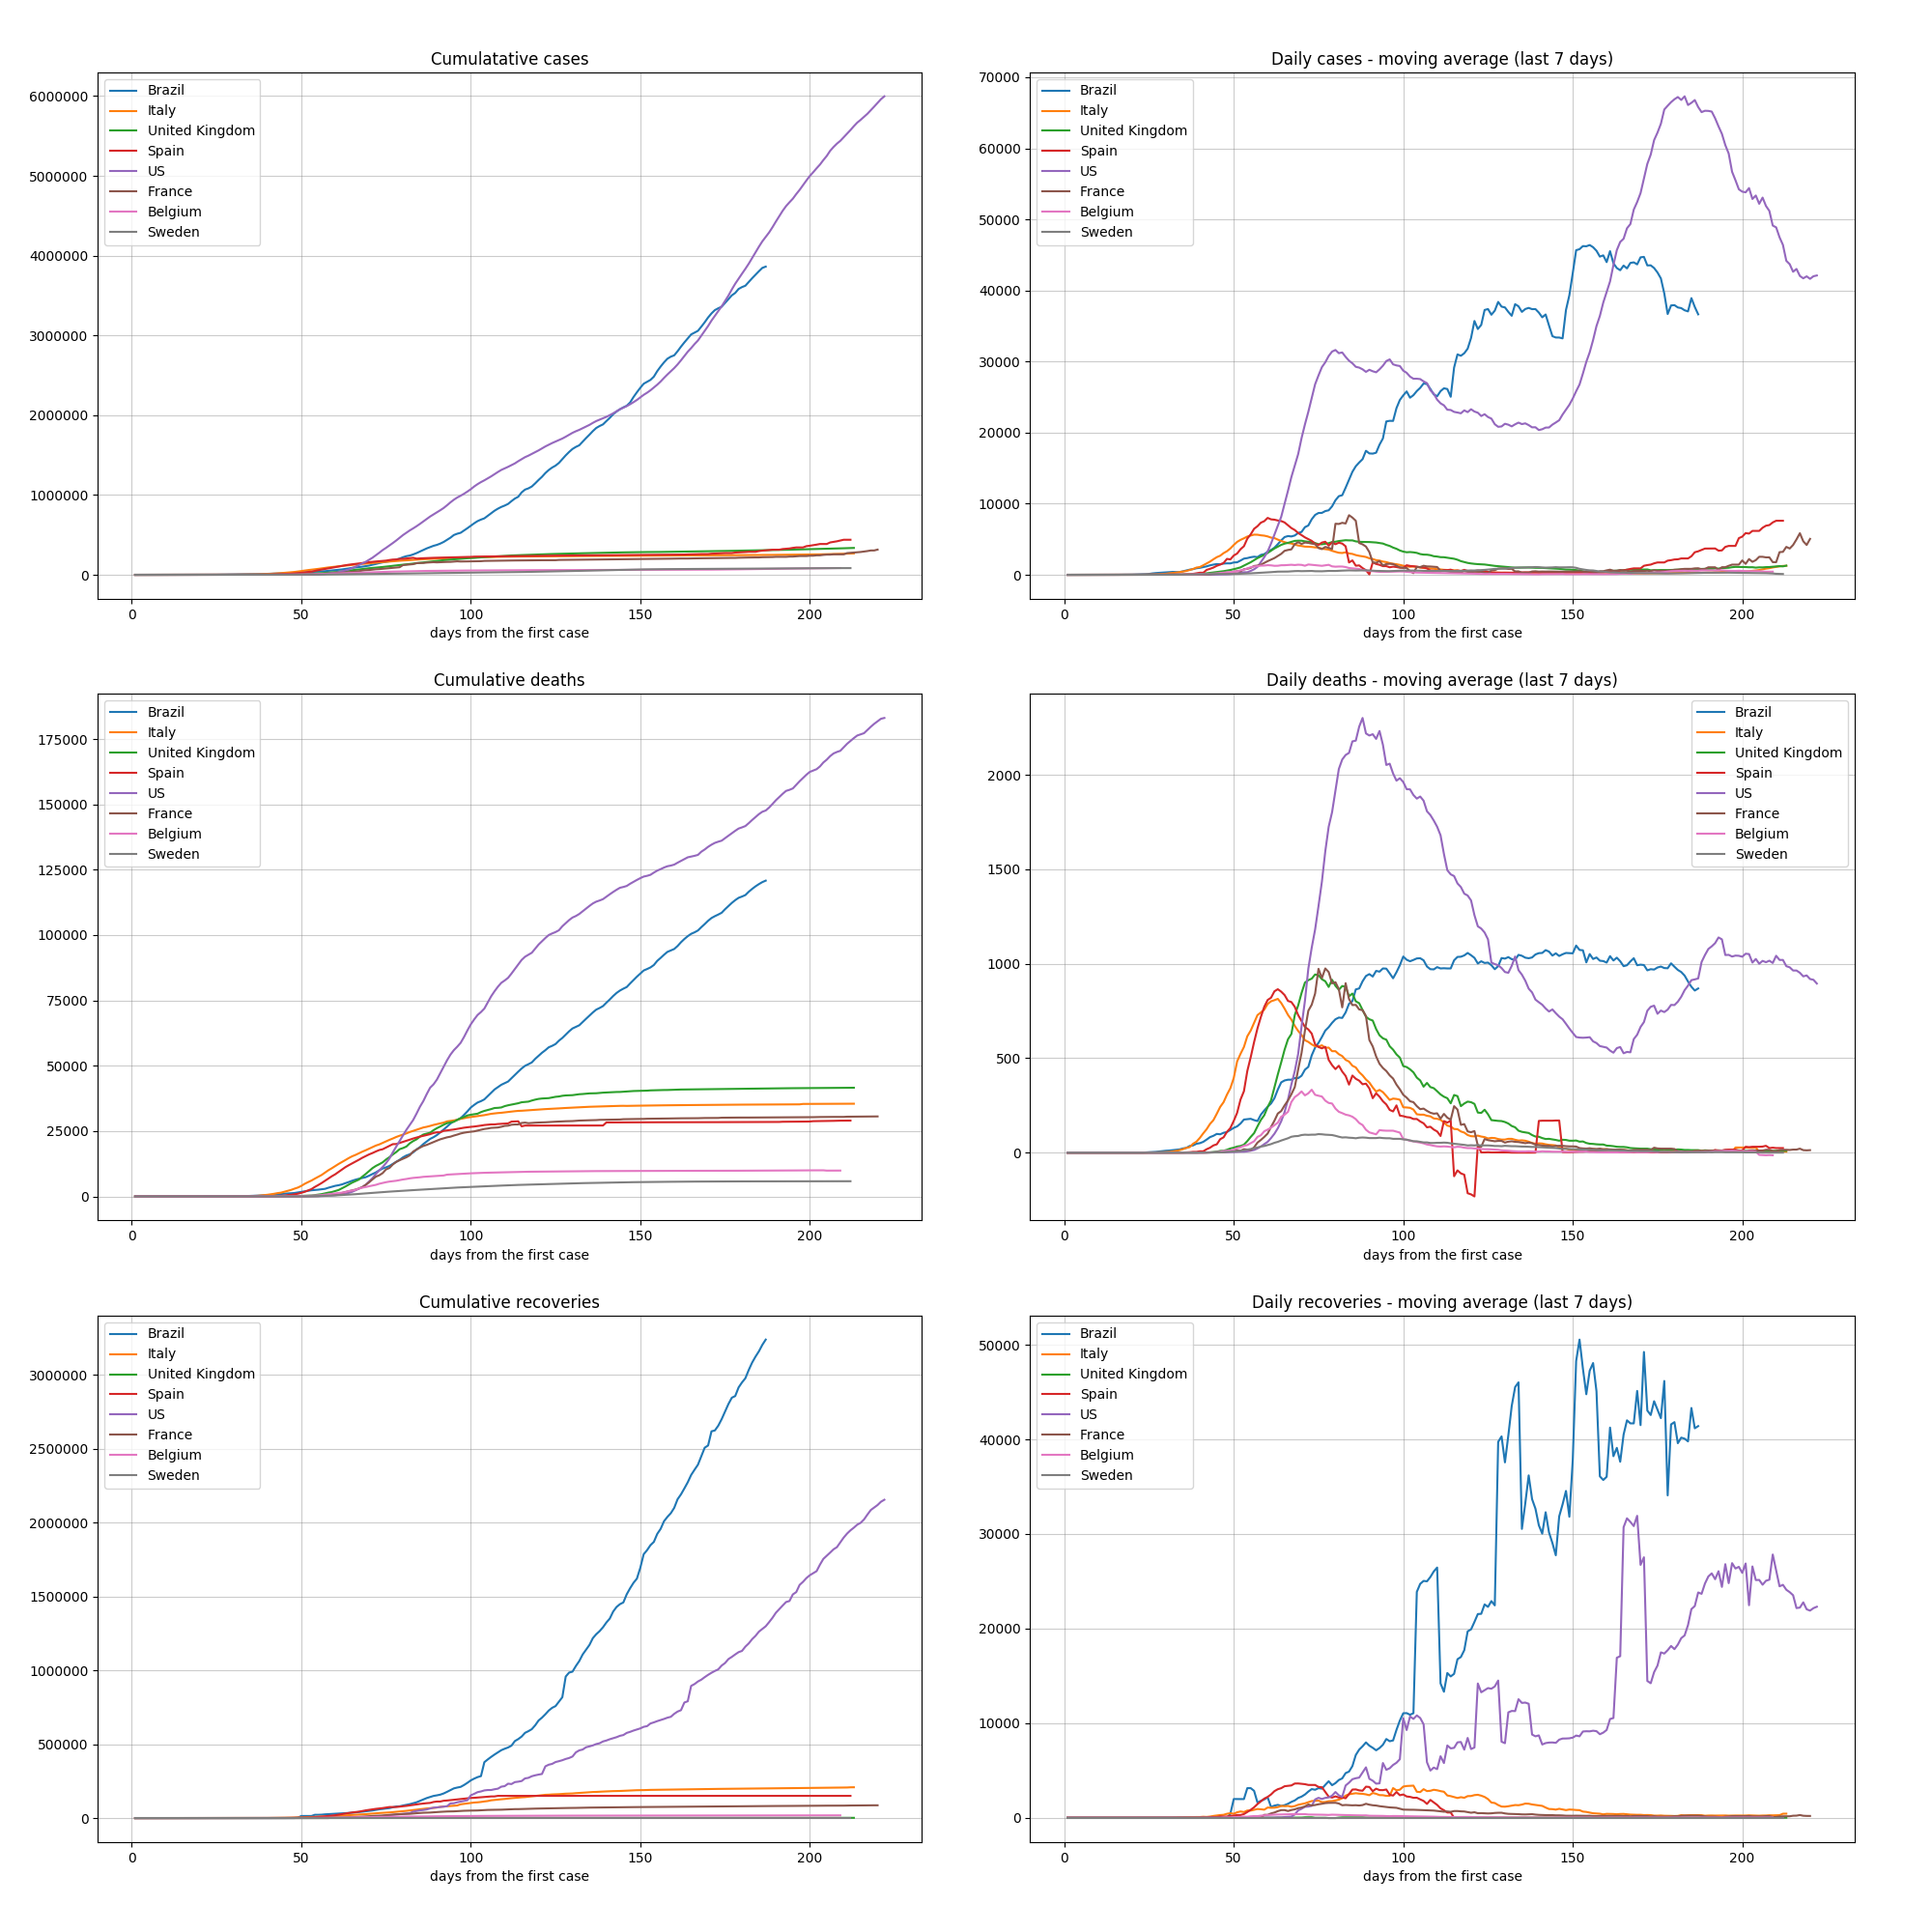 Cumulatative cases
6000000
5000000
4000000
3000000
2000000
1000000
0
Brazil
Italy
United Kingdom
Spain
US
France
Belgium
Sweden
0 50 100 150 200
days from the first case
Daily cases - moving average (last 7 days)
70000
60000
50000
40000
30000
20000
10000
0
Brazil
Italy
United Kingdom
Spain
US
France
Belgium
Sweden
0 50 100 150 200
days from the first case
Cumulative deaths
175000
150000
125000
100000
75000
50000
25000
0
Brazil
Italy
United Kingdom
Spain
US
France
Belgium
Sweden
0 50 100 150 200
days from the first case
Daily deaths - moving average (last 7 days)
2000
1500
1000
500
0
Brazil
Italy
United Kingdom
Spain
US
France
Belgium
Sweden
0 50 100 150 200
days from the first case
Cumulative recoveries
3000000
2500000
2000000
1500000
1000000
500000
0
Brazil
Italy
United Kingdom
Spain
US
France
Belgium
Sweden
0 50 100 150 200
days from the first case
Daily recoveries - moving average (last 7 days)
50000
40000
30000
20000
10000
0
Brazil
Italy
United Kingdom
Spain
US
France
Belgium
Sweden
0 50 100 150 200
days from the first case